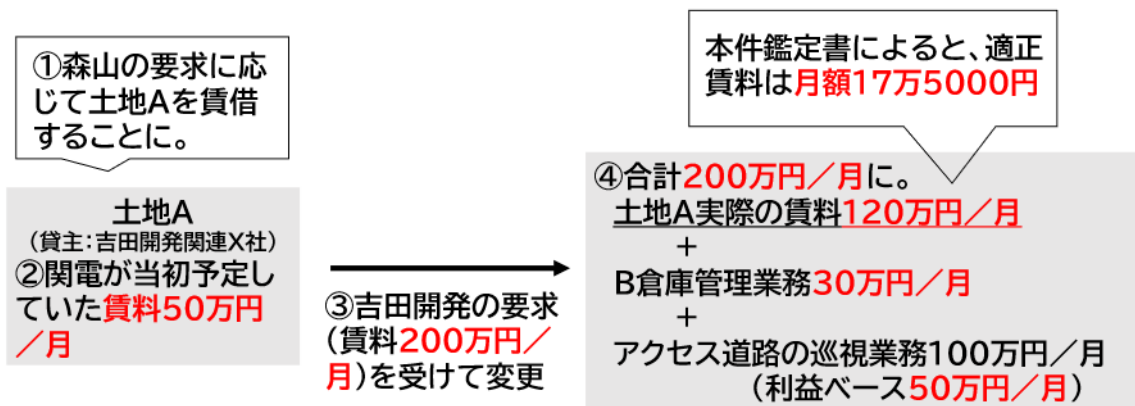 ①森山の要求に応
じて土地Aを賃借
することに。
土地A
（貸主：吉田開発関連X社）
②関電が当初予定し
ていた賃料50万円
／月
③吉田開発の要求
（賃料200万円／
月）を受けて変更
本件鑑定書によると、適正
賃料は月額17万5000円
④合計200万円／月に。
土地A実際の賃料120万円／月
＋
B倉庫管理業務30万円／月
＋
アクセス道路の巡視業務100万円／月
（利益ベース50万円／月）